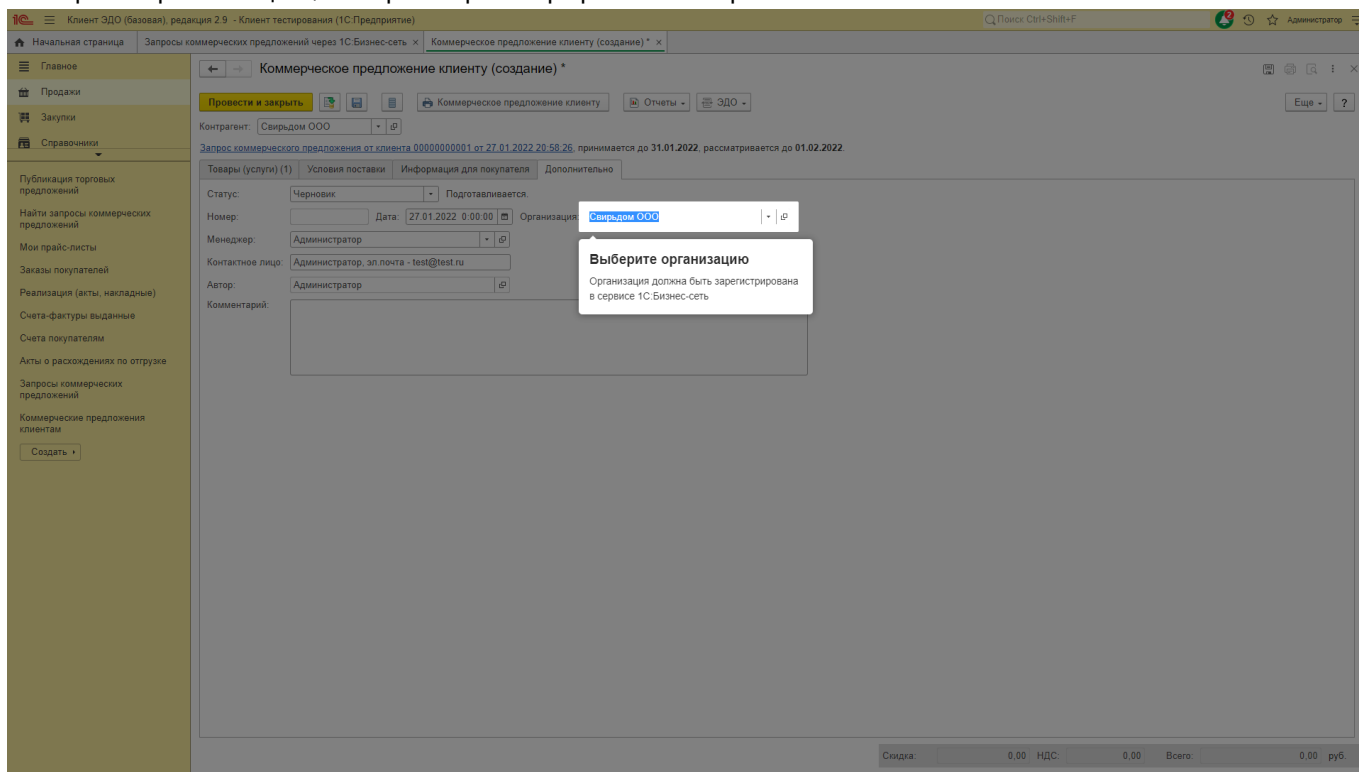 1С Клиент ЭДО (базовая), редакция 2.9 - Клиент тестирования (1С:Предприятие) Поиск Ctrl+Shift+F 2 Администратор
Начальная страница Запросы коммерческих предложений через 1С:Бизнес-сеть × Коммерческое предложение клиенту (создание) * ×
Главное
Продажи
Закупки
Справочники
Публикация торговых
предложений
Найти запросы коммерческих
предложений
Мои прайс-листы
Заказы покупателей
Реализация (акты, накладные)
Счета-фактуры выданные
Счета покупателям
Акты о расхождениях по отгрузке
Запросы коммерческих
предложений
Коммерческие предложения
клиентам
Создать
Коммерческое предложение клиенту (создание) *
Провести и закрыть Коммерческое предложение клиенту Отчеты ЭДО Еще ?
Контрагент: Свирьдом ООО
Запрос коммерческого предложения от клиента 00000000001 от 27.01.2022 20:58:26, принимается до 31.01.2022, рассматривается до 01.02.2022.
Товары (услуги) (1) Условия поставки Информация для покупателя Дополнительно
Статус: Черновик Подготавливается.
Номер: Дата: 27.01.2022 0:00:00 Организация: Свирьдом ООО
Менеджер: Администратор
Контактное лицо: Администратор, эл.почта - test@test.ru
Автор: Администратор
Комментарий:
Выберите организацию
Организация должна быть зарегистрирована
в сервисе 1С:Бизнес-сеть
Скидка: 0,00 НДС: 0,00 Всего: 0,00 руб.